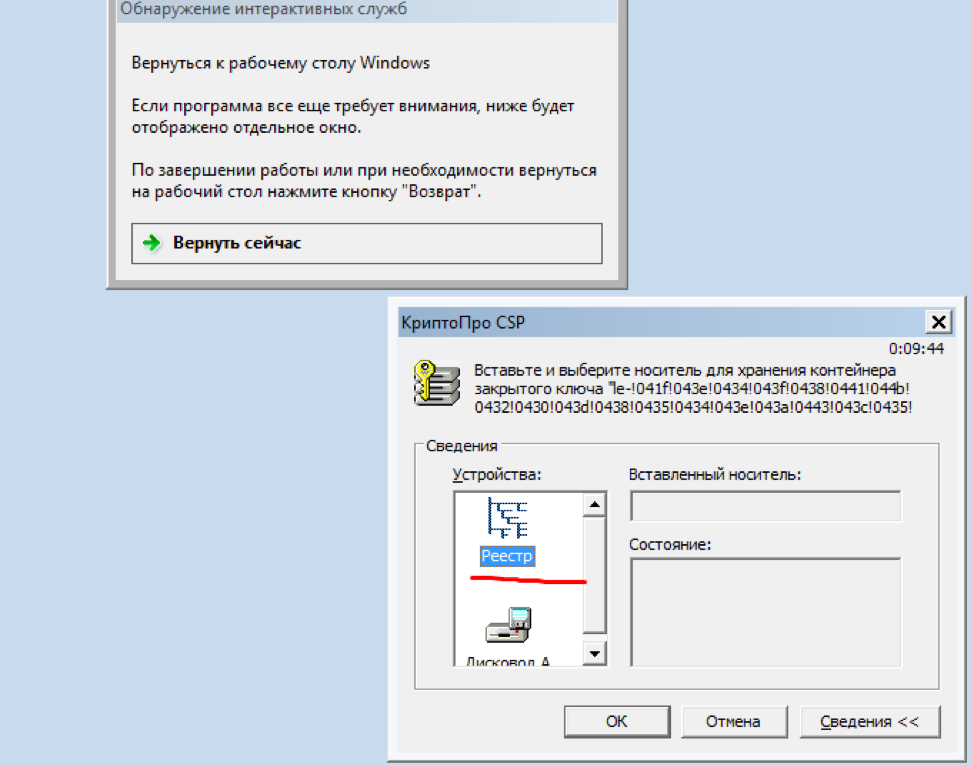 Обнаружение интерактивных служб
Вернуться к рабочему столу Windows
Если программа все еще требует внимания, ниже будет
отображено отдельное окно.
По завершении работы или при необходимости вернуться
на рабочий стол нажмите кнопку "Возврат".
Вернуть сейчас
КриптоПро CSP
0:09:44
Вставьте и выберите носитель для хранения контейнера
закрытого ключа "le-!041f!043e!0434!043f!0438!0441!044b!
0432!0430!043d!0438!0435!0434!043e!043a!0443!043c!0435!
Сведения
Устройства:
Реестр
Дисковод A
Вставленный носитель:
Состояние:
ОК
Отмена
Сведения <<